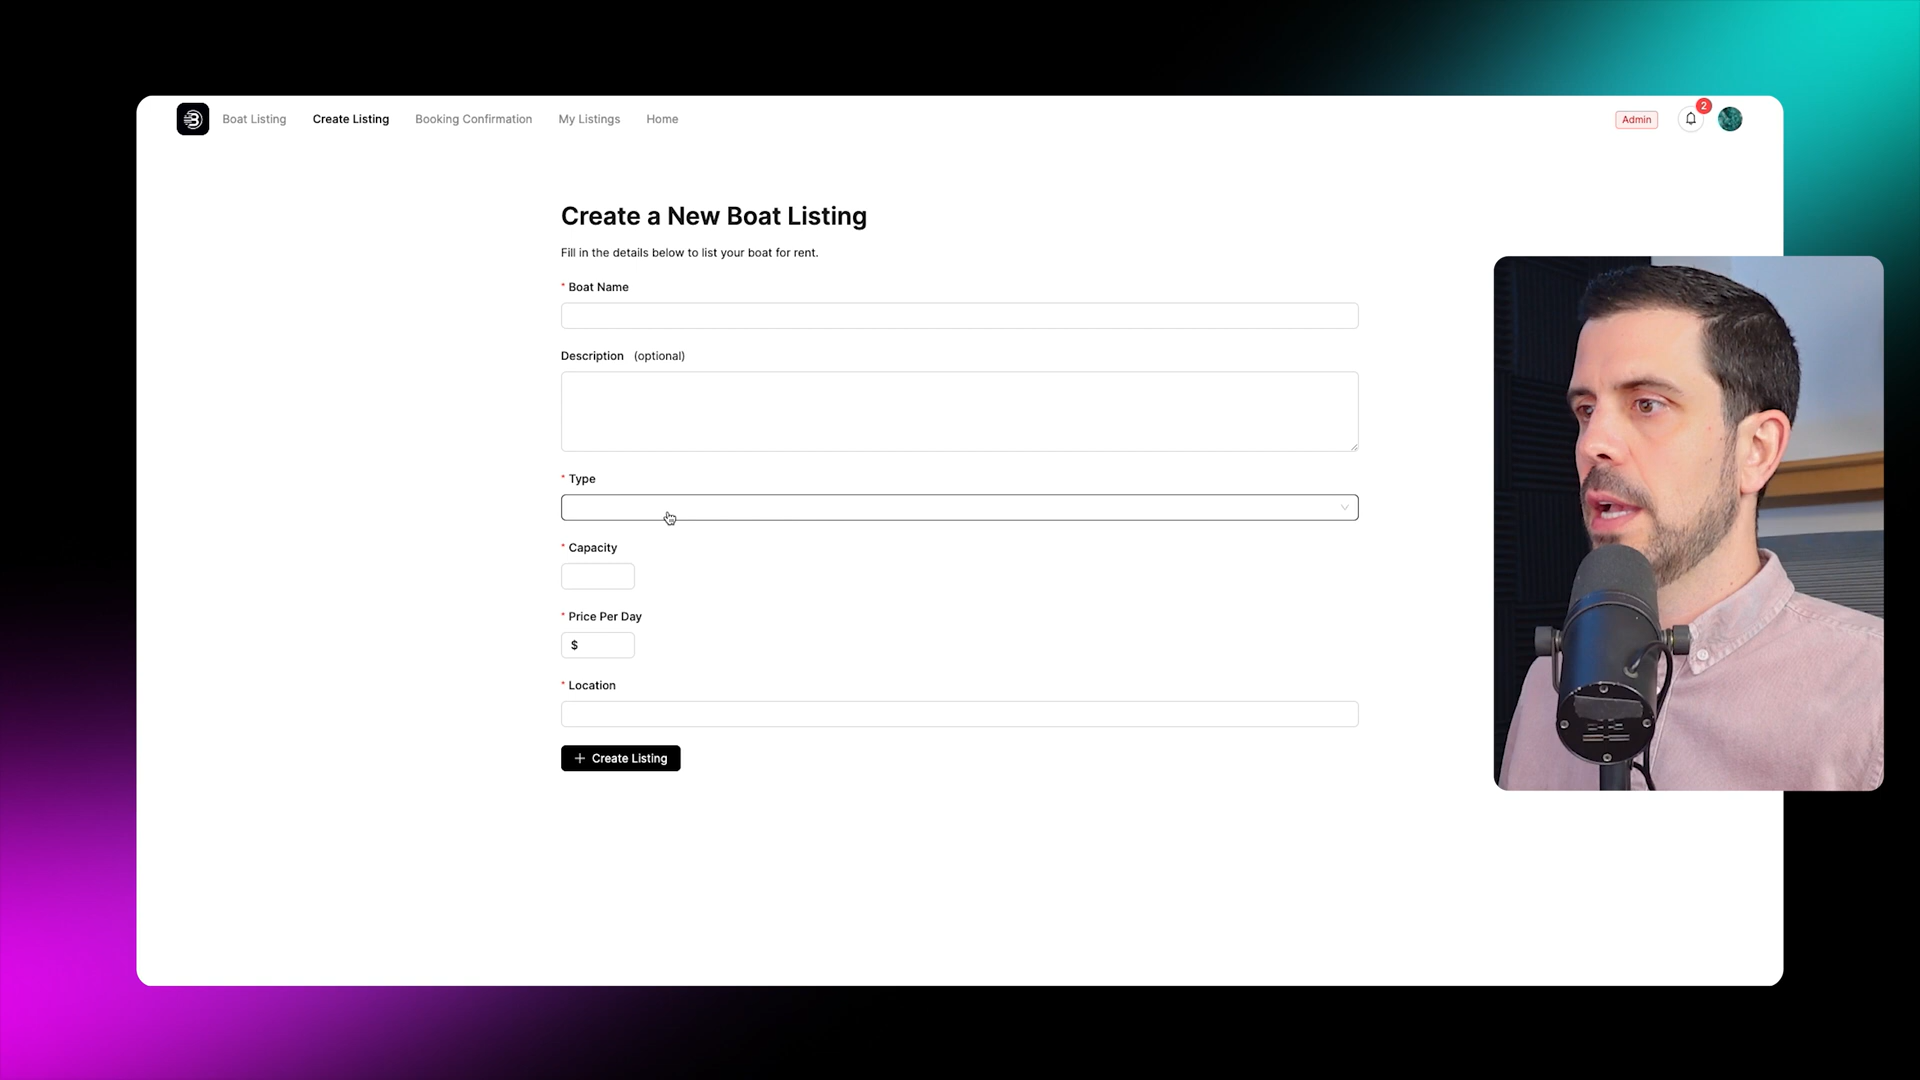 B Boat Listing Create Listing Booking Confirmation My Listings Home Admin 2
Create a New Boat Listing
Fill in the details below to list your boat for rent.
* Boat Name
Description (optional)
* Type
* Capacity
* Price Per Day
$
* Location
+ Create Listing